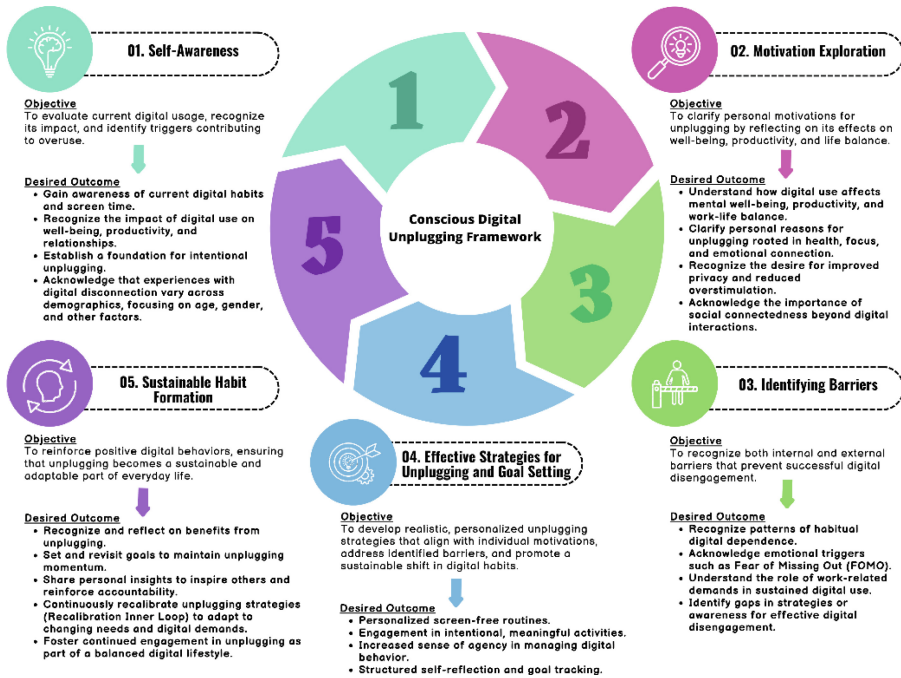 01. Self-Awareness
Objective
To evaluate current digital usage, recognize
its impact, and identify triggers contributing
to overuse.
Desired Outcome
• Gain awareness of current digital habits
and screen time.
• Recognize the impact of digital use on
well-being, productivity, and
relationships.
• Establish a foundation for intentional
unplugging.
• Acknowledge that experiences with
digital disconnection vary across
demographics, focusing on age, gender,
and other factors.
1
2
3
4
5
Conscious Digital
Unplugging Framework
02. Motivation Exploration
Objective
To clarify personal motivations for
unplugging by reflecting on its effects on
well-being, productivity, and life balance.
Desired Outcome
• Understand how digital use affects
mental well-being, productivity, and
work-life balance.
• Clarify personal reasons for
unplugging rooted in health, focus,
and emotional connection.
• Recognize the desire for improved
privacy and reduced
overstimulation.
• Acknowledge the importance of
social connectedness beyond digital
interactions.
03. Identifying Barriers
Objective
To recognize both internal and external
barriers that prevent successful digital
disengagement.
Desired Outcome
• Recognize patterns of habitual
digital dependence.
• Acknowledge emotional triggers
such as Fear of Missing Out (FOMO).
• Understand the role of work-related
demands in sustained digital use.
• Identify gaps in strategies or
awareness for effective digital
disengagement.
04. Effective Strategies for
Unplugging and Goal Setting
Objective
To develop realistic, personalized unplugging
strategies that align with individual motivations,
address identified barriers, and promote a
sustainable shift in digital habits.
Desired Outcome
• Personalized screen-free routines.
• Engagement in intentional, meaningful activities.
• Increased sense of agency in managing digital
behavior.
• Structured self-reflection and goal tracking.
05. Sustainable Habit
Formation
Objective
To reinforce positive digital behaviors, ensuring
that unplugging becomes a sustainable and
adaptable part of everyday life.
Desired Outcome
• Recognize and reflect on benefits from
unplugging.
• Set and revisit goals to maintain unplugging
momentum.
• Share personal insights to inspire others and
reinforce accountability.
• Continuously recalibrate unplugging strategies
(Recalibration Inner Loop) to adapt to
changing needs and digital demands.
• Foster continued engagement in unplugging as
part of a balanced digital lifestyle.